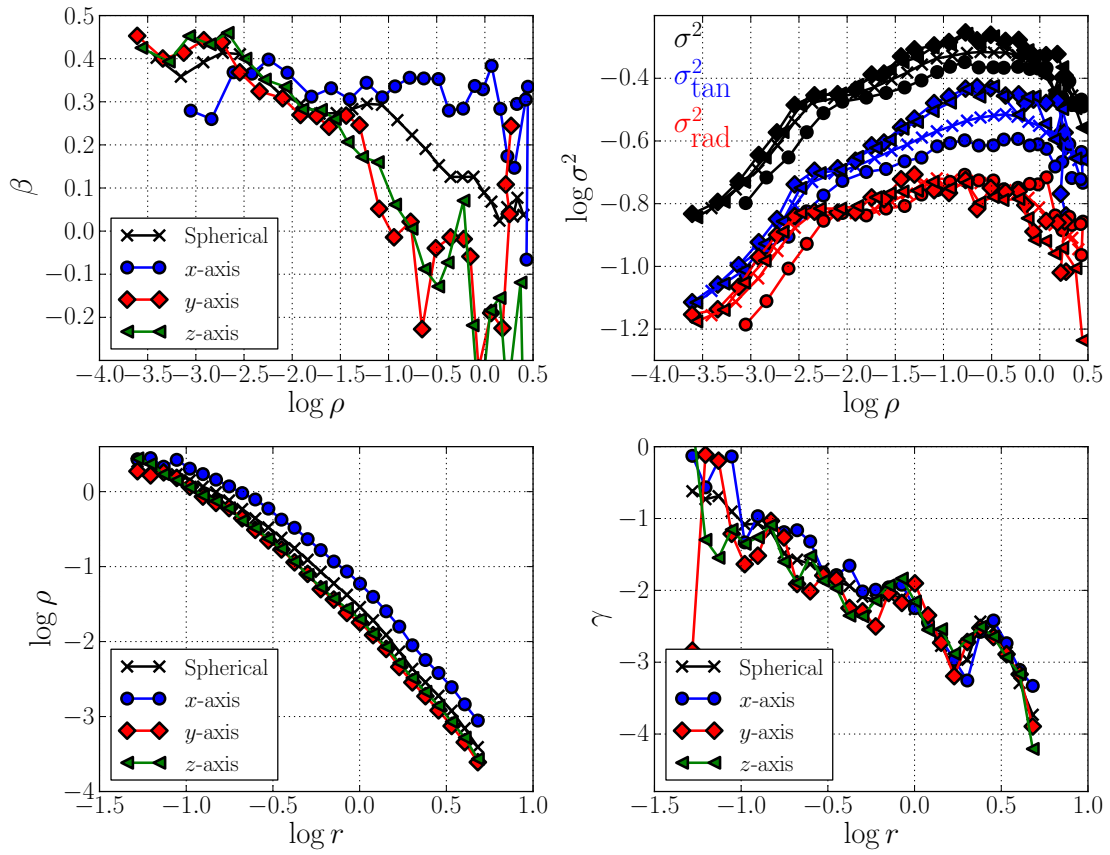 0.5
0.4
0.3
0.2
0.1
0.0
−0.1
−0.2
β
Spherical
x-axis
y-axis
z-axis
−4.0 −3.5 −3.0 −2.5 −2.0 −1.5 −1.0 −0.5 0.0 0.5
log ρ
−0.4
−0.6
−0.8
−1.0
−1.2
log σ²
σ²
σ²tan
σ²rad
−4.0 −3.5 −3.0 −2.5 −2.0 −1.5 −1.0 −0.5 0.0 0.5
log ρ
0
−1
−2
−3
−4
log ρ
Spherical
x-axis
y-axis
z-axis
−1.5 −1.0 −0.5 0.0 0.5 1.0
log r
0
−1
−2
−3
−4
γ
Spherical
x-axis
y-axis
z-axis
−1.5 −1.0 −0.5 0.0 0.5 1.0
log r